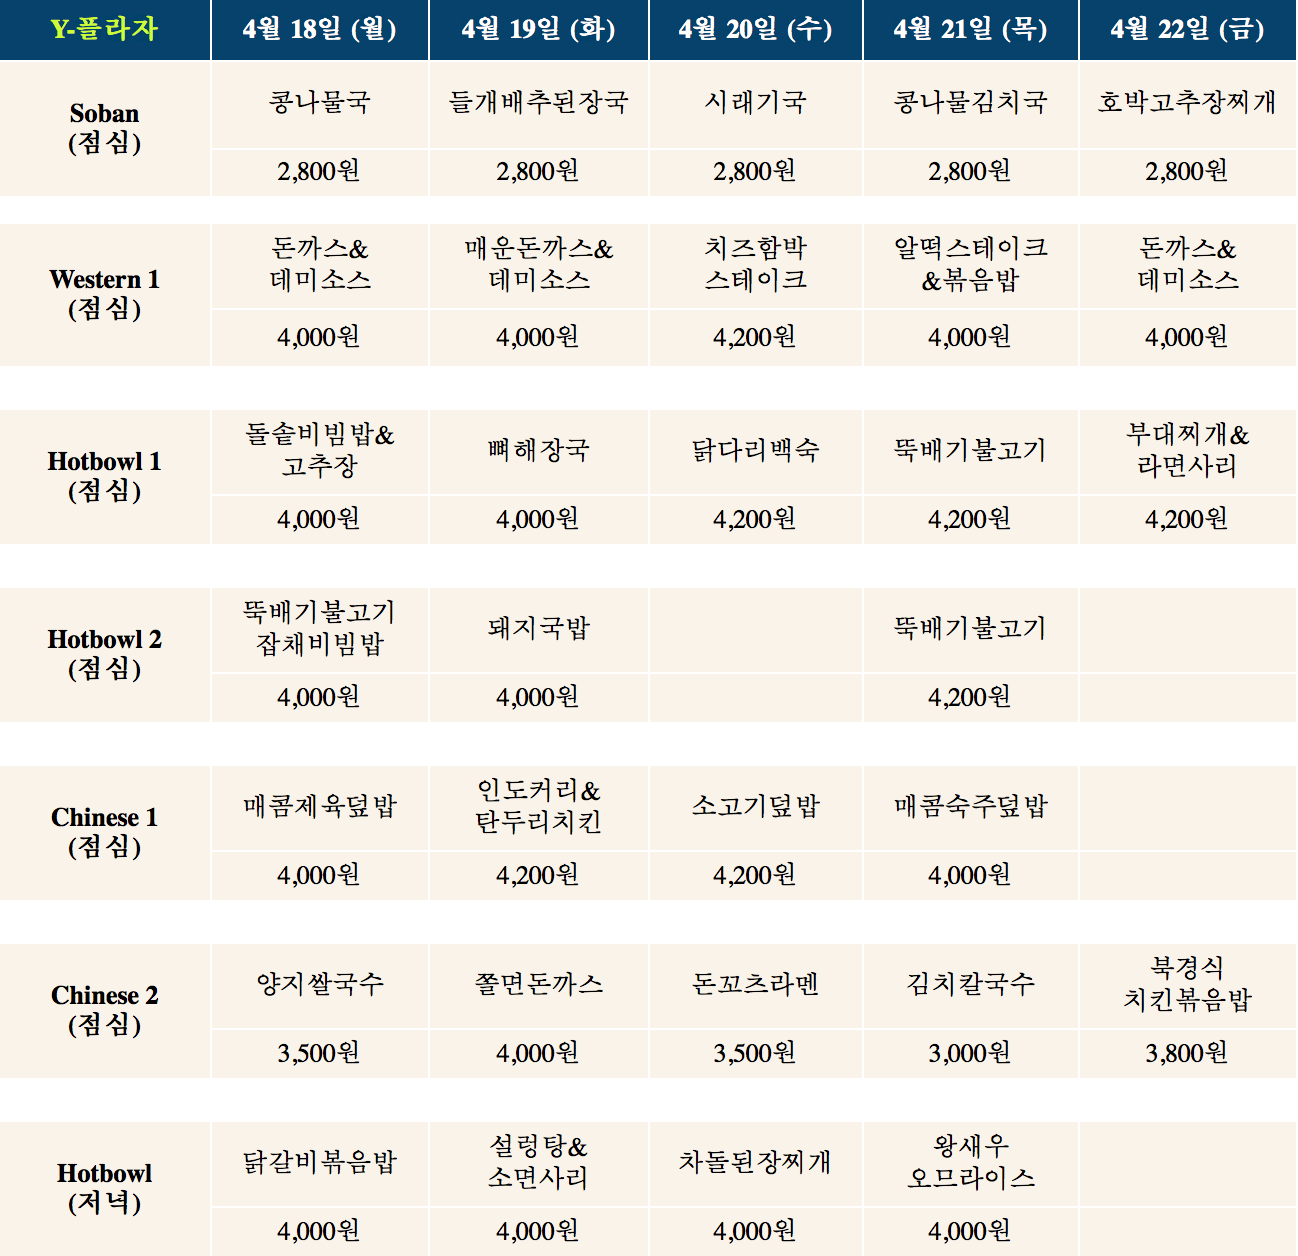 Y-플라자 4월 18일 (월) 4월 19일 (화) 4월 20일 (수) 4월 21일 (목) 4월 22일 (금)
Soban
(점심)
콩나물국 들개배추된장국 시래기국 콩나물김치국 호박고추장찌개
2,800원 2,800원 2,800원 2,800원 2,800원
Western 1
(점심)
돈까스& 매운돈까스& 치즈함박 알떡스테이크 돈까스&
데미소스 데미소스 스테이크 &볶음밥 데미소스
4,000원 4,000원 4,200원 4,000원 4,000원
Hotbowl 1
(점심)
돌솥비빔밥& 뼈해장국 닭다리백숙 뚝배기불고기 부대찌개&
고추장 라면사리
4,000원 4,000원 4,200원 4,200원 4,200원
Hotbowl 2
(점심)
뚝배기불고기 돼지국밥 뚝배기불고기
잡채비빔밥
4,000원 4,000원 4,200원
Chinese 1
(점심)
매콤제육덮밥 인도커리& 소고기덮밥 매콤숙주덮밥
탄두리치킨
4,000원 4,200원 4,200원 4,000원
Chinese 2
(점심)
양지쌀국수 쫄면돈까스 돈꼬츠라멘 김치칼국수 북경식
치킨볶음밥
3,500원 4,000원 3,500원 3,000원 3,800원
Hotbowl
(저녁)
닭갈비볶음밥 설렁탕& 차돌된장찌개 왕새우
소면사리 오므라이스
4,000원 4,000원 4,000원 4,000원